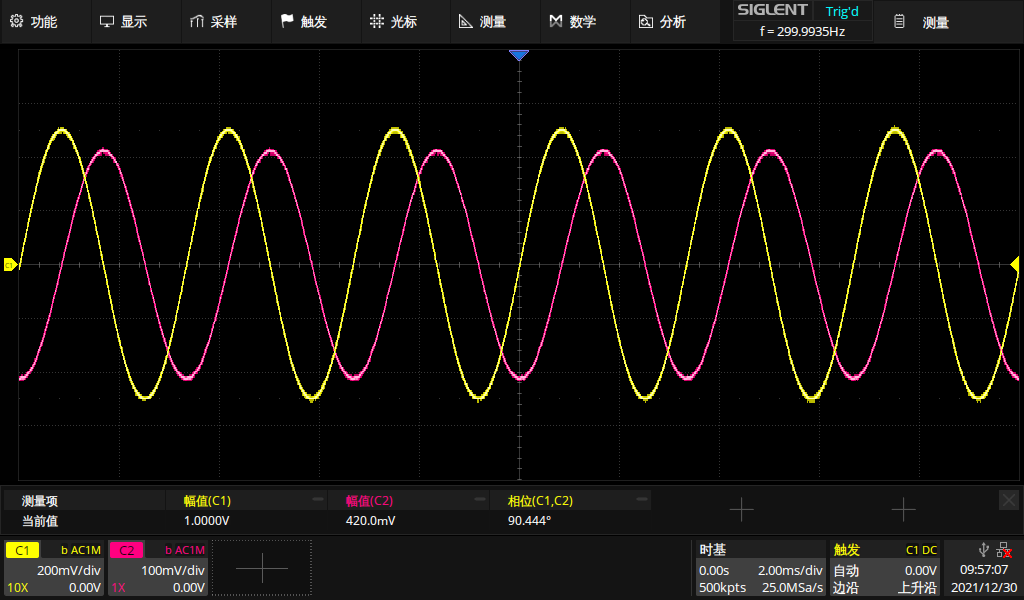 功能 显示 采样 触发 光标 测量 数学 分析 SIGLENT Trig'd 测量
f = 299.9935Hz
C1
测量项 幅值(C1) 幅值(C2) 相位(C1,C2)
当前值 1.0000V 420.0mV 90.444°
C1 b AC1M C2 b AC1M 时基 触发 C1 DC
200mV/div 100mV/div 0.00s 2.00ms/div 自动 0.00V 09:57:07
10X 0.00V 1X 0.00V 500kpts 25.0MSa/s 边沿 上升沿 2021/12/30